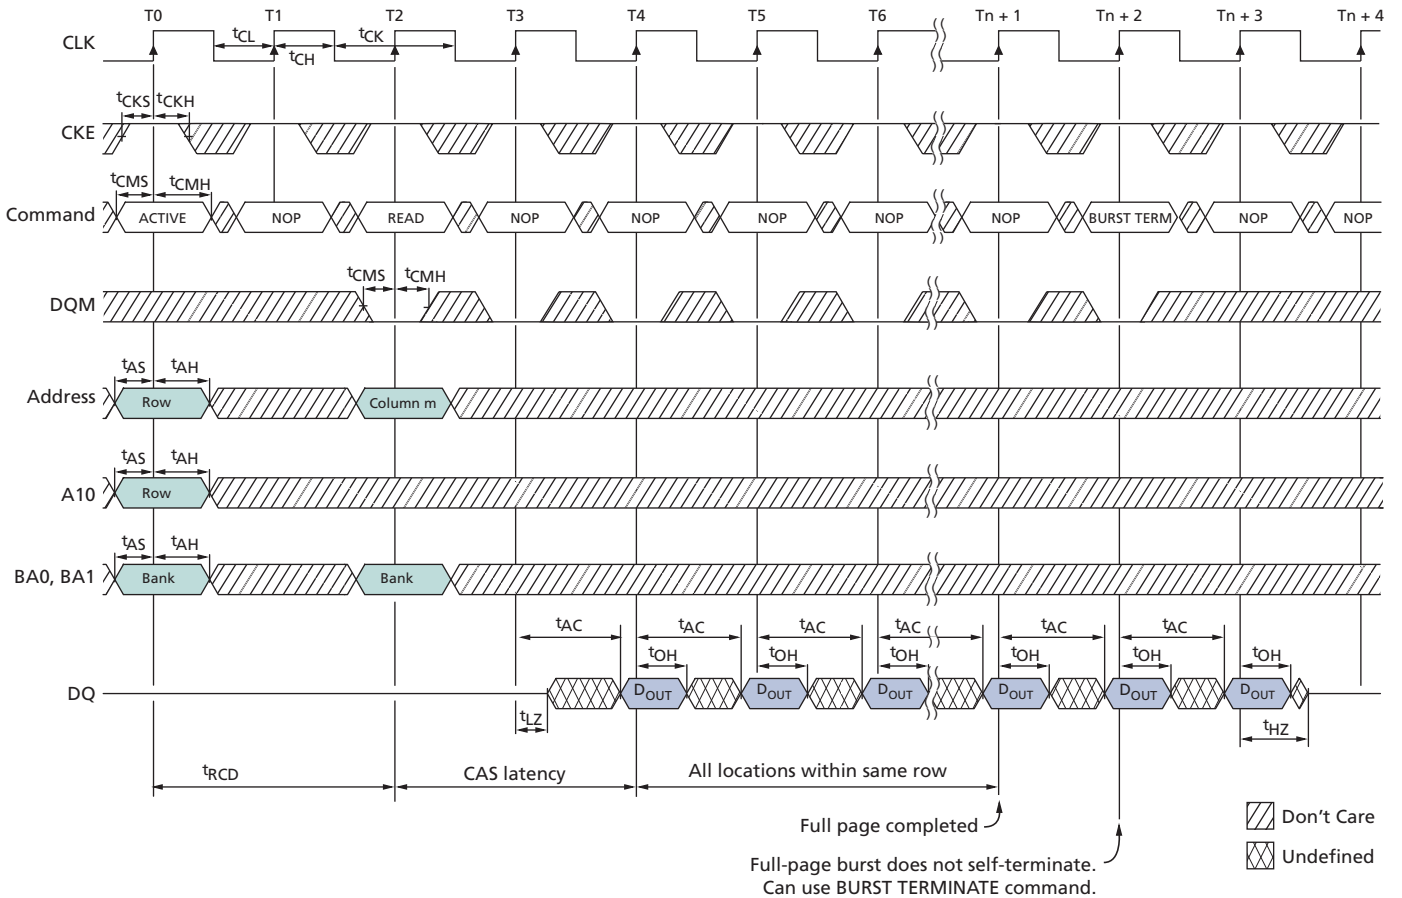 T0 T1 T2 T3 T4 T5 T6 Tn + 1 Tn + 2 Tn + 3 Tn + 4
CLK tCL tCH tCK
tCKS tCKH
CKE
tCMS tCMH
Command ACTIVE NOP READ NOP NOP NOP NOP NOP BURST TERM NOP NOP
tCMS tCMH
DQM
tAS tAH
Address Row Column m
tAS tAH
A10 Row
tAS tAH
BA0, BA1 Bank Bank
tAC tAC tAC tAC tAC tAC
tOH tOH tOH tOH tOH tOH
DQ DOUT DOUT DOUT DOUT DOUT DOUT
tLZ tHZ
tRCD CAS latency All locations within same row
Full page completed
Full-page burst does not self-terminate.
Can use BURST TERMINATE command.
Don't Care
Undefined